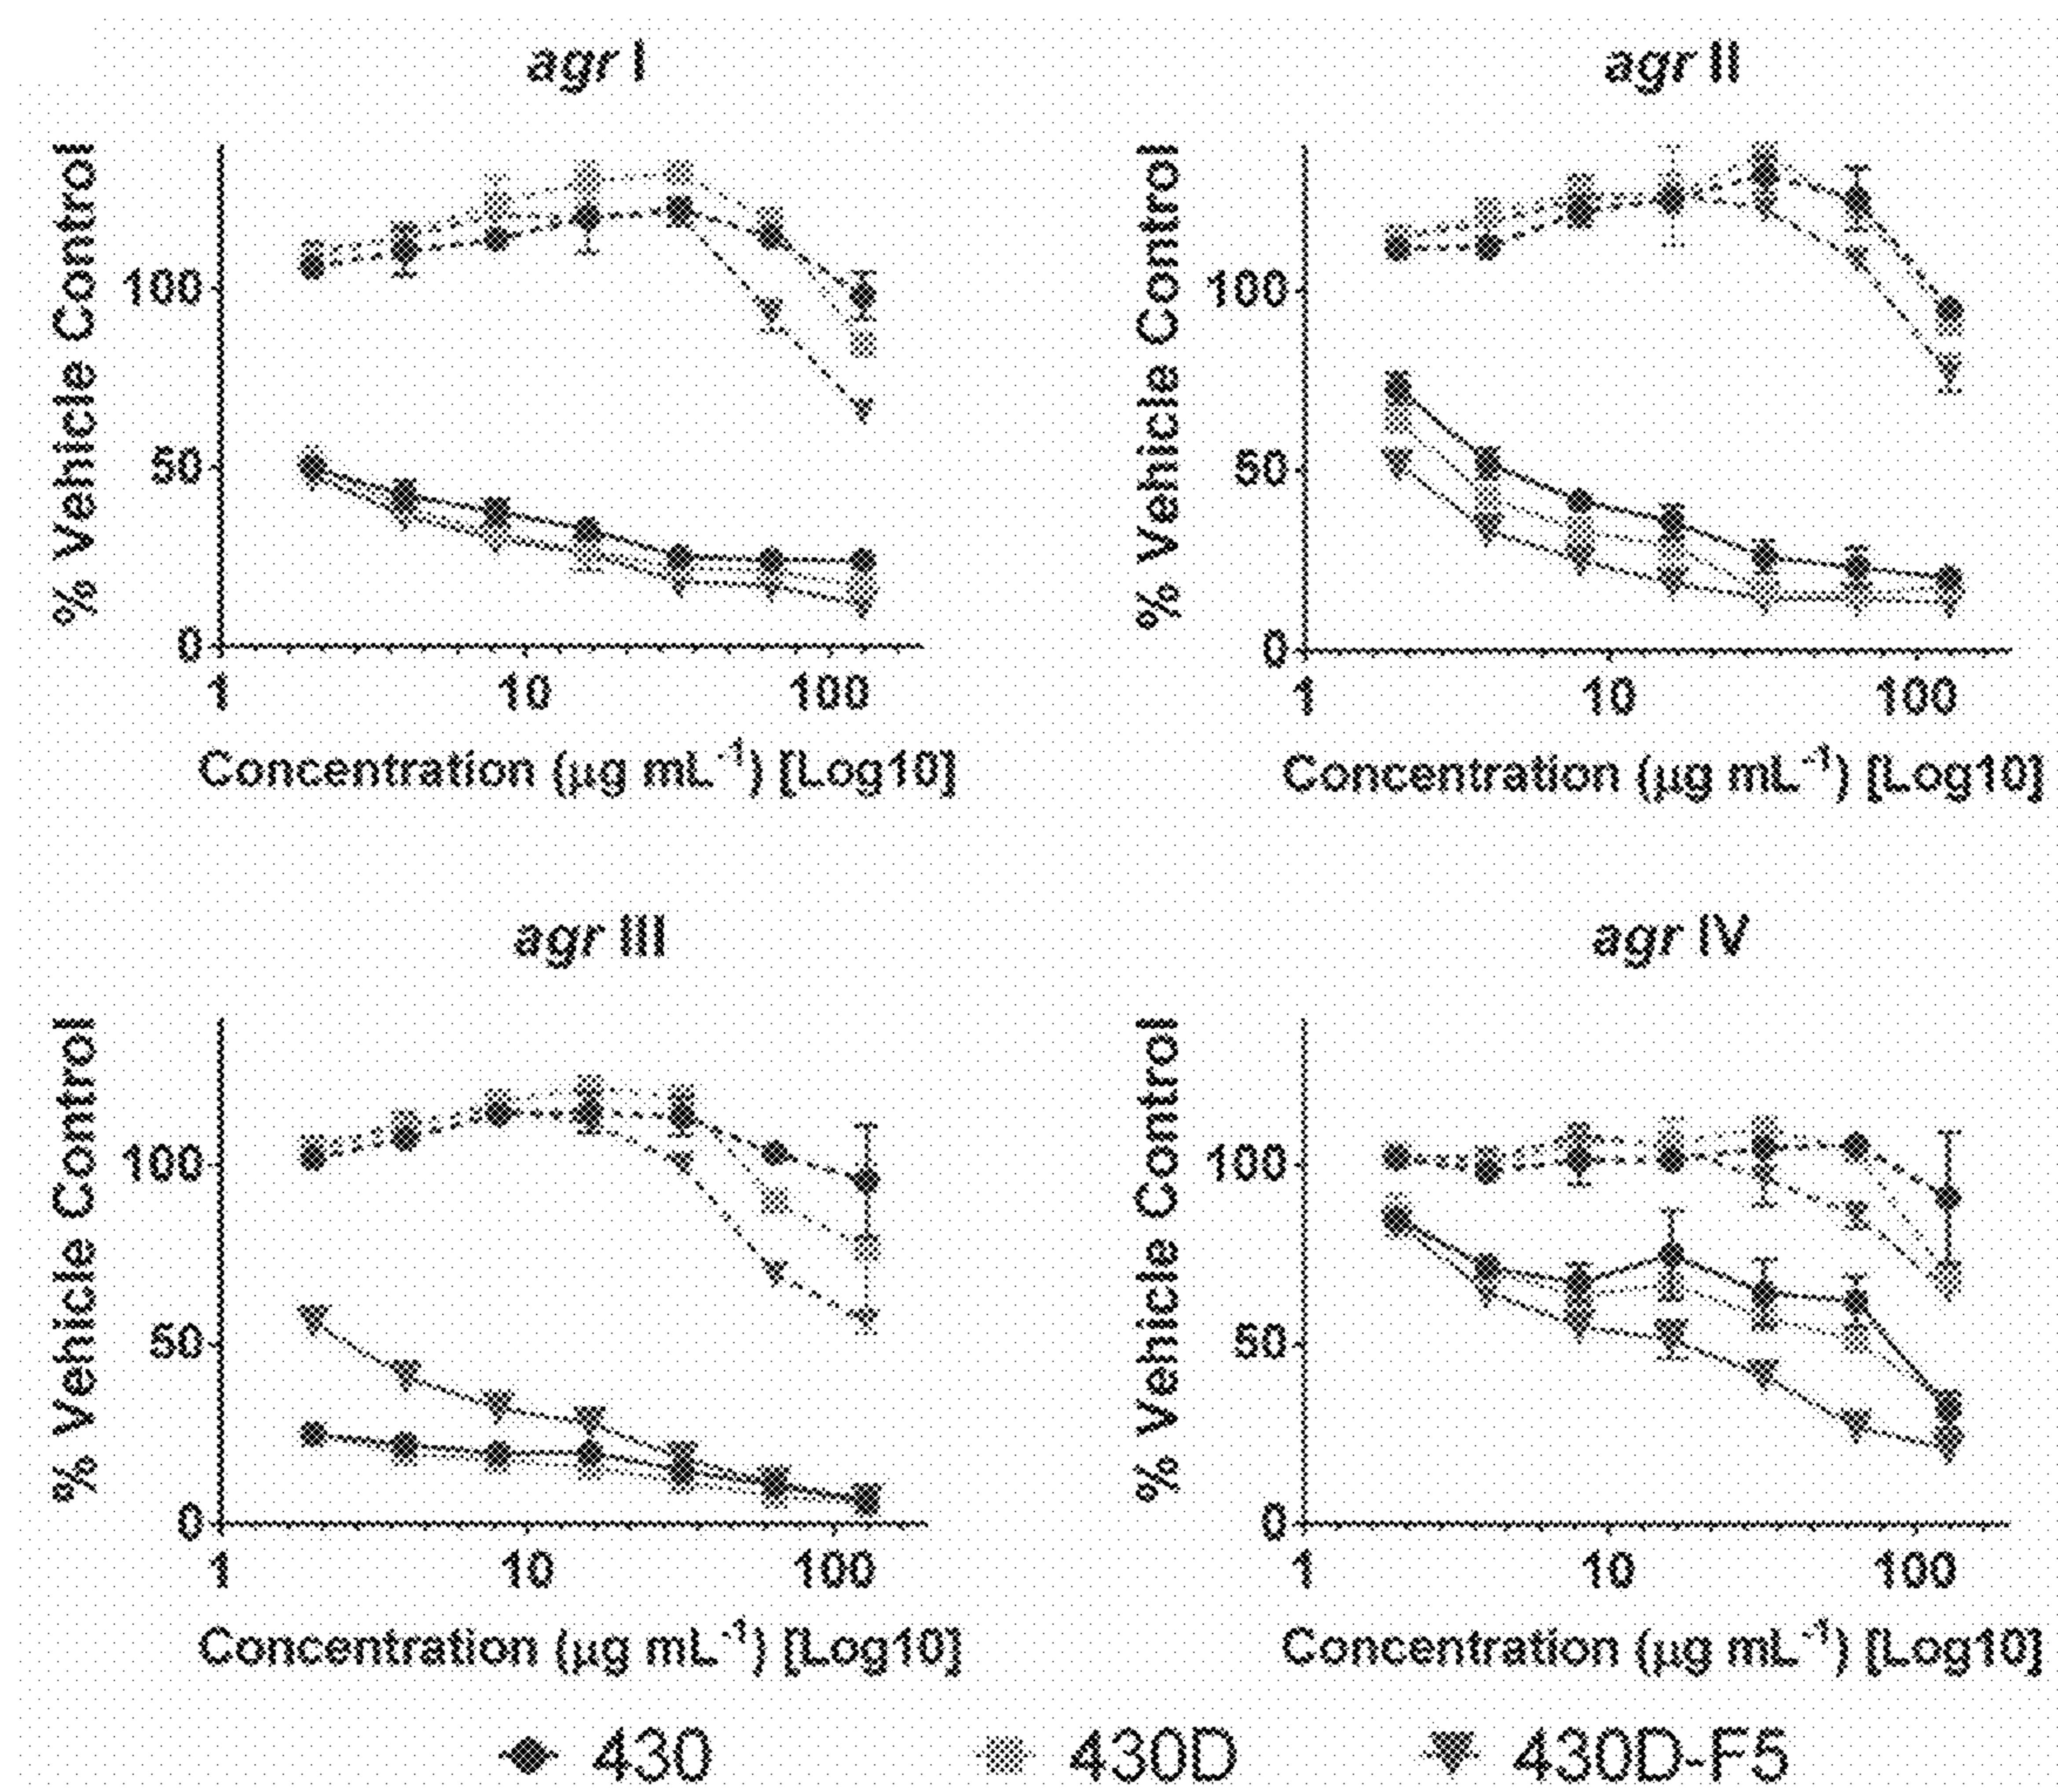 agr I
agr II
% Vehicle Control
100
50
0
1
10
100
Concentration (µg mL⁻¹) [Log10]
% Vehicle Control
100
50
0
1
10
100
Concentration (µg mL⁻¹) [Log10]
agr III
agr IV
% Vehicle Control
100
50
0
1
10
100
Concentration (µg mL⁻¹) [Log10]
% Vehicle Control
100
50
0
1
10
100
Concentration (µg mL⁻¹) [Log10]
430
430D
430D-F5